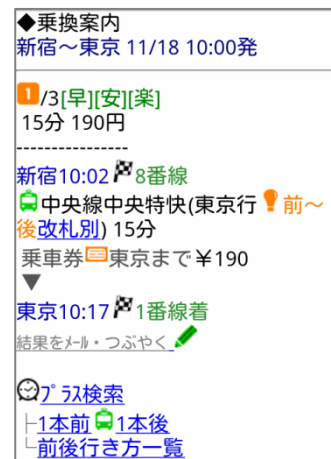 ◆乗換案内
新宿～東京 11/18 10:00発
1/3[早][安][楽]
15分 190円
----------------
新宿10:02 8番線
中央線中央特快(東京行 前～
後改札別) 15分
乗車券 東京まで¥190
▼
東京10:17 1番線着
結果をﾒｰﾙ・つぶやく
ﾌﾟﾗｽ検索
├1本前 1本後
└前後行き方一覧